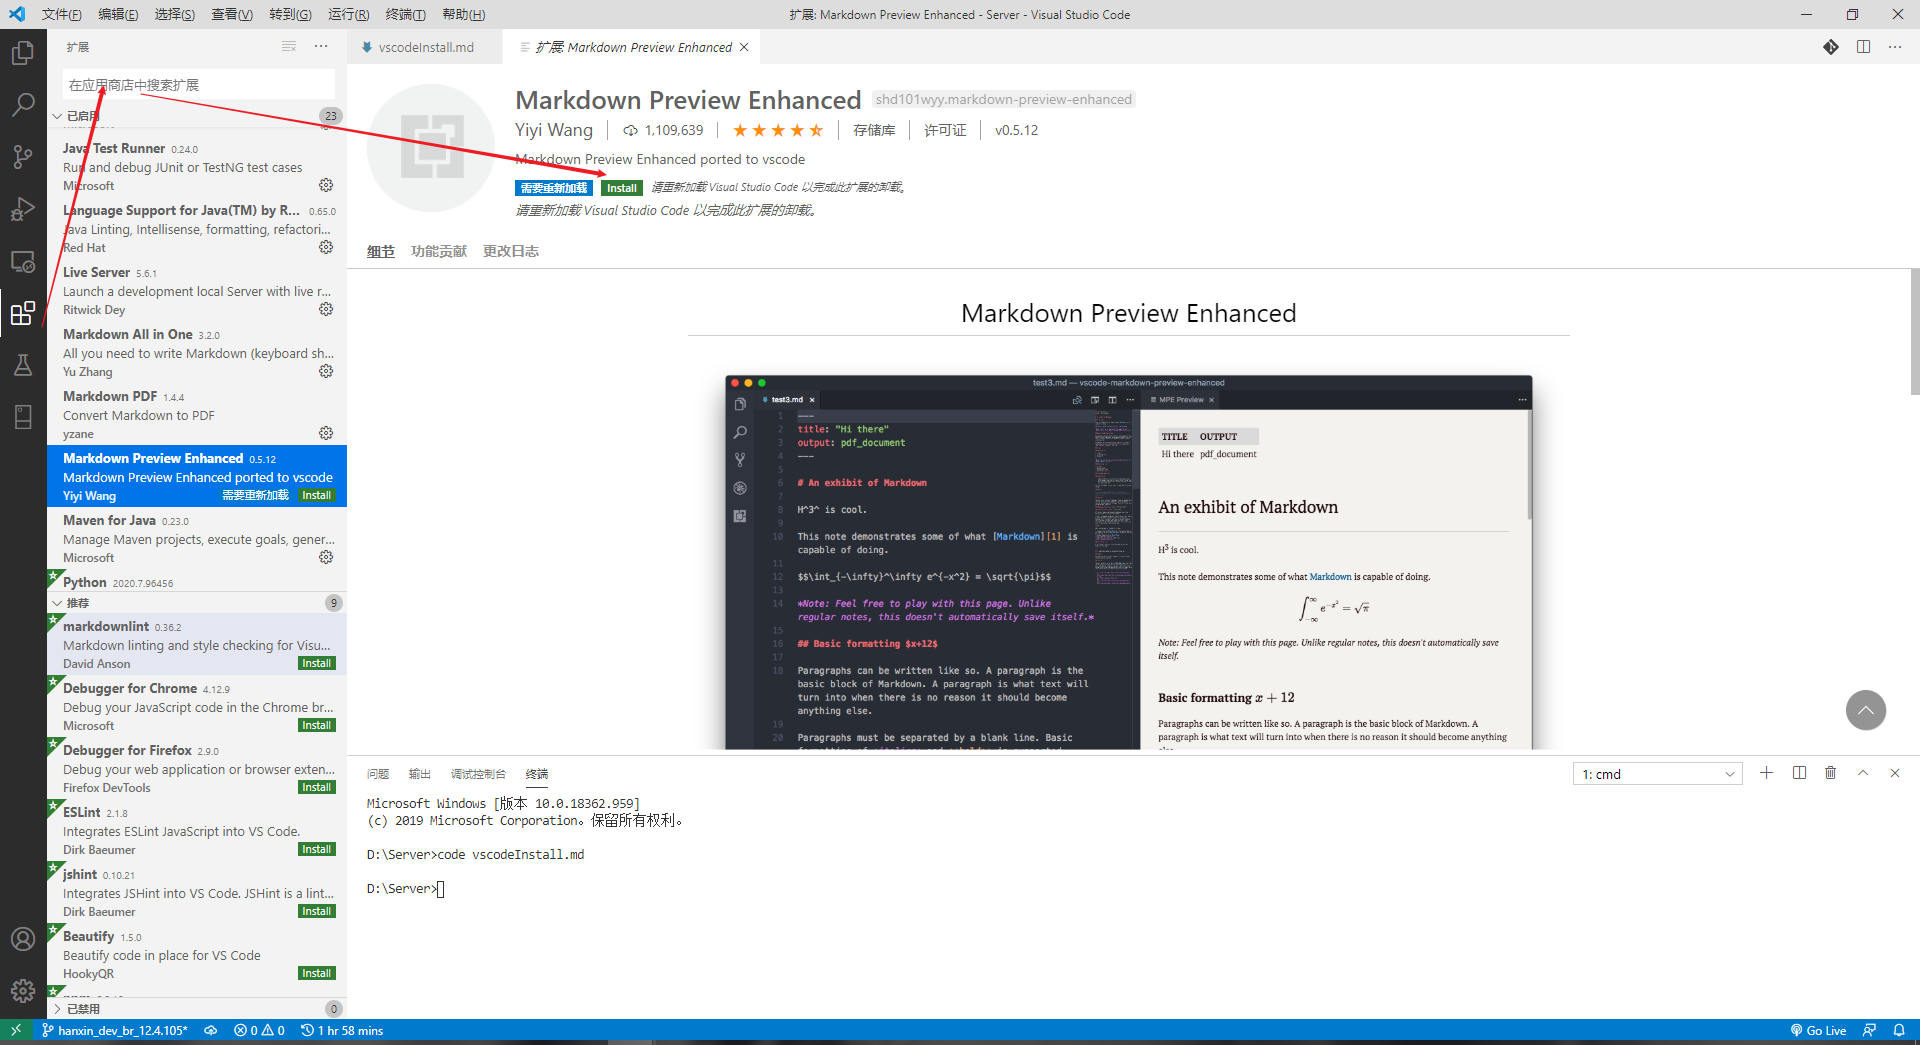 文件(F) 编辑(E) 选择(S) 查看(V) 转到(G) 运行(R) 终端(T) 帮助(H)
扩展: Markdown Preview Enhanced - Server - Visual Studio Code
扩展
在应用商店中搜索扩展
已启用 23
Java Test Runner 0.24.0
Run and debug JUnit or TestNG test cases
Microsoft
Language Support for Java(TM) by R... 0.65.0
Java Linting, Intellisense, formatting, refactori...
Red Hat
Live Server 5.6.1
Launch a development local Server with live r...
Ritwick Dey
Markdown All in One 3.2.0
All you need to write Markdown (keyboard sh...
Yu Zhang
Markdown PDF 1.4.4
Convert Markdown to PDF
yzane
Markdown Preview Enhanced 0.5.12
Markdown Preview Enhanced ported to vscode
Yiyi Wang 需要重新加载 Install
Maven for Java 0.23.0
Manage Maven projects, execute goals, gener...
Microsoft
Python 2020.7.96456
推荐 9
markdownlint 0.36.2
Markdown linting and style checking for Visu...
David Anson Install
Debugger for Chrome 4.12.9
Debug your JavaScript code in the Chrome br...
Microsoft Install
Debugger for Firefox 2.9.0
Debug your web application or browser exten...
Firefox DevTools Install
ESLint 2.1.8
Integrates ESLint JavaScript into VS Code.
Dirk Baeumer Install
jshint 0.10.21
Integrates JSHint into VS Code. JSHint is a lint...
Dirk Baeumer Install
Beautify 1.5.0
Beautify code in place for VS Code
HookyQR Install
已禁用 0
vscodeInstall.md
扩展 Markdown Preview Enhanced
Markdown Preview Enhanced shd101wyy.markdown-preview-enhanced
Yiyi Wang 1,109,639 存储库 许可证 v0.5.12
Markdown Preview Enhanced ported to vscode
需要重新加载 Install 请重新加载 Visual Studio Code 以完成此扩展的卸载。
请重新加载 Visual Studio Code 以完成此扩展的卸载。
细节 功能贡献 更改日志
Markdown Preview Enhanced
test3.md — vscode-markdown-preview-enhanced
test3.md
1 ---
2 title: "Hi there"
3 output: pdf_document
4 ---
5
6 # An exhibit of Markdown
7
8 H^3^ is cool.
9
10 This note demonstrates some of what [Markdown][1] is
capable of doing.
11
12 $$\int_{-\infty}^\infty e^{-x^2} = \sqrt{\pi}$$
13
14 *Note: Feel free to play with this page. Unlike
regular notes, this doesn't automatically save itself.*
15
16 ## Basic formatting $x+12$
17
18 Paragraphs can be written like so. A paragraph is the
basic block of Markdown. A paragraph is what text will
turn into when there is no reason it should become
anything else.
19
20 Paragraphs must be separated by a blank line. Basic
MPE Preview
TITLE OUTPUT
Hi there pdf_document
An exhibit of Markdown
H³ is cool.
This note demonstrates some of what Markdown is capable of doing.
∫_{-∞}^{∞} e^{-x²} = √π
Note: Feel free to play with this page. Unlike regular notes, this doesn't automatically save
itself.
Basic formatting x + 12
Paragraphs can be written like so. A paragraph is the basic block of Markdown. A
paragraph is what text will turn into when there is no reason it should become anything
问题 输出 调试控制台 终端
1: cmd
Microsoft Windows [版本 10.0.18362.959]
(c) 2019 Microsoft Corporation。保留所有权利。
D:\Server>code vscodeInstall.md
D:\Server>
hanxin_dev_br_12.4.105* 0 0 1 hr 58 mins
Go Live